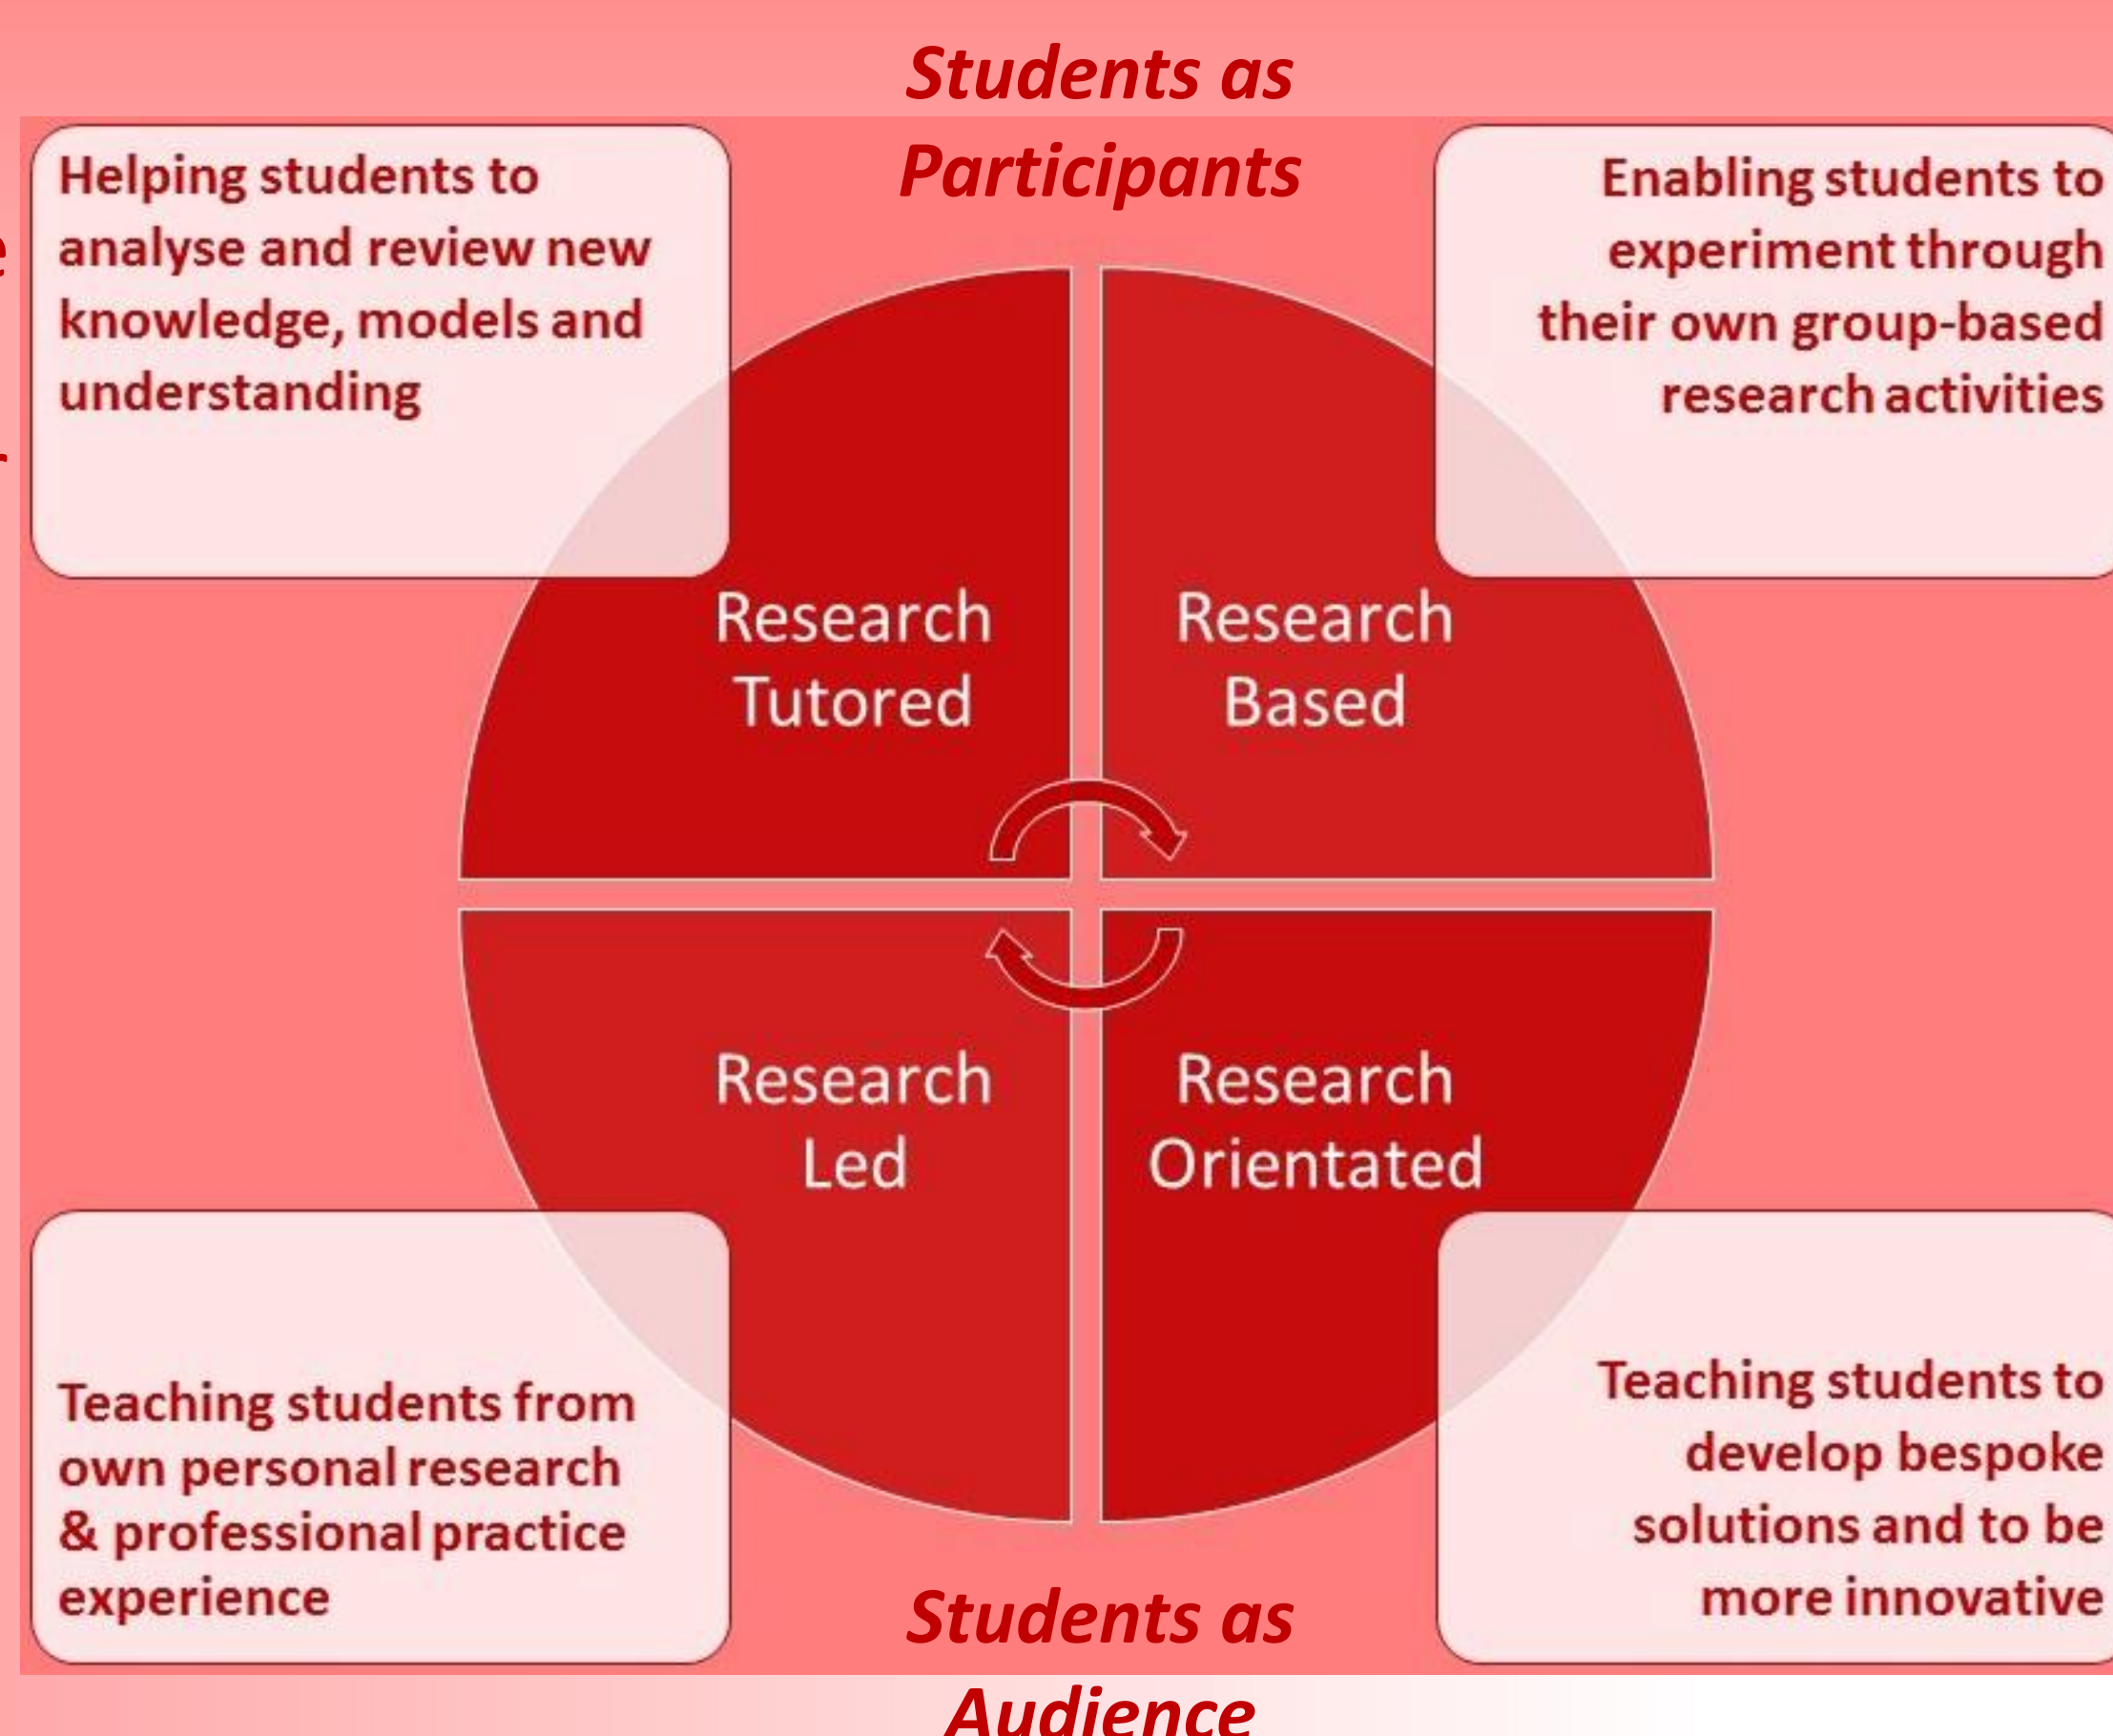 Students as
Participants
Helping students to
analyse and review new
knowledge, models and
understanding
Enabling students to
experiment through
their own group-based
research activities
Research
Tutored
Research
Based
Research
Led
Research
Orientated
Teaching students from
own personal research
& professional practice
experience
Teaching students to
develop bespoke
solutions and to be
more innovative
Students as
Audience